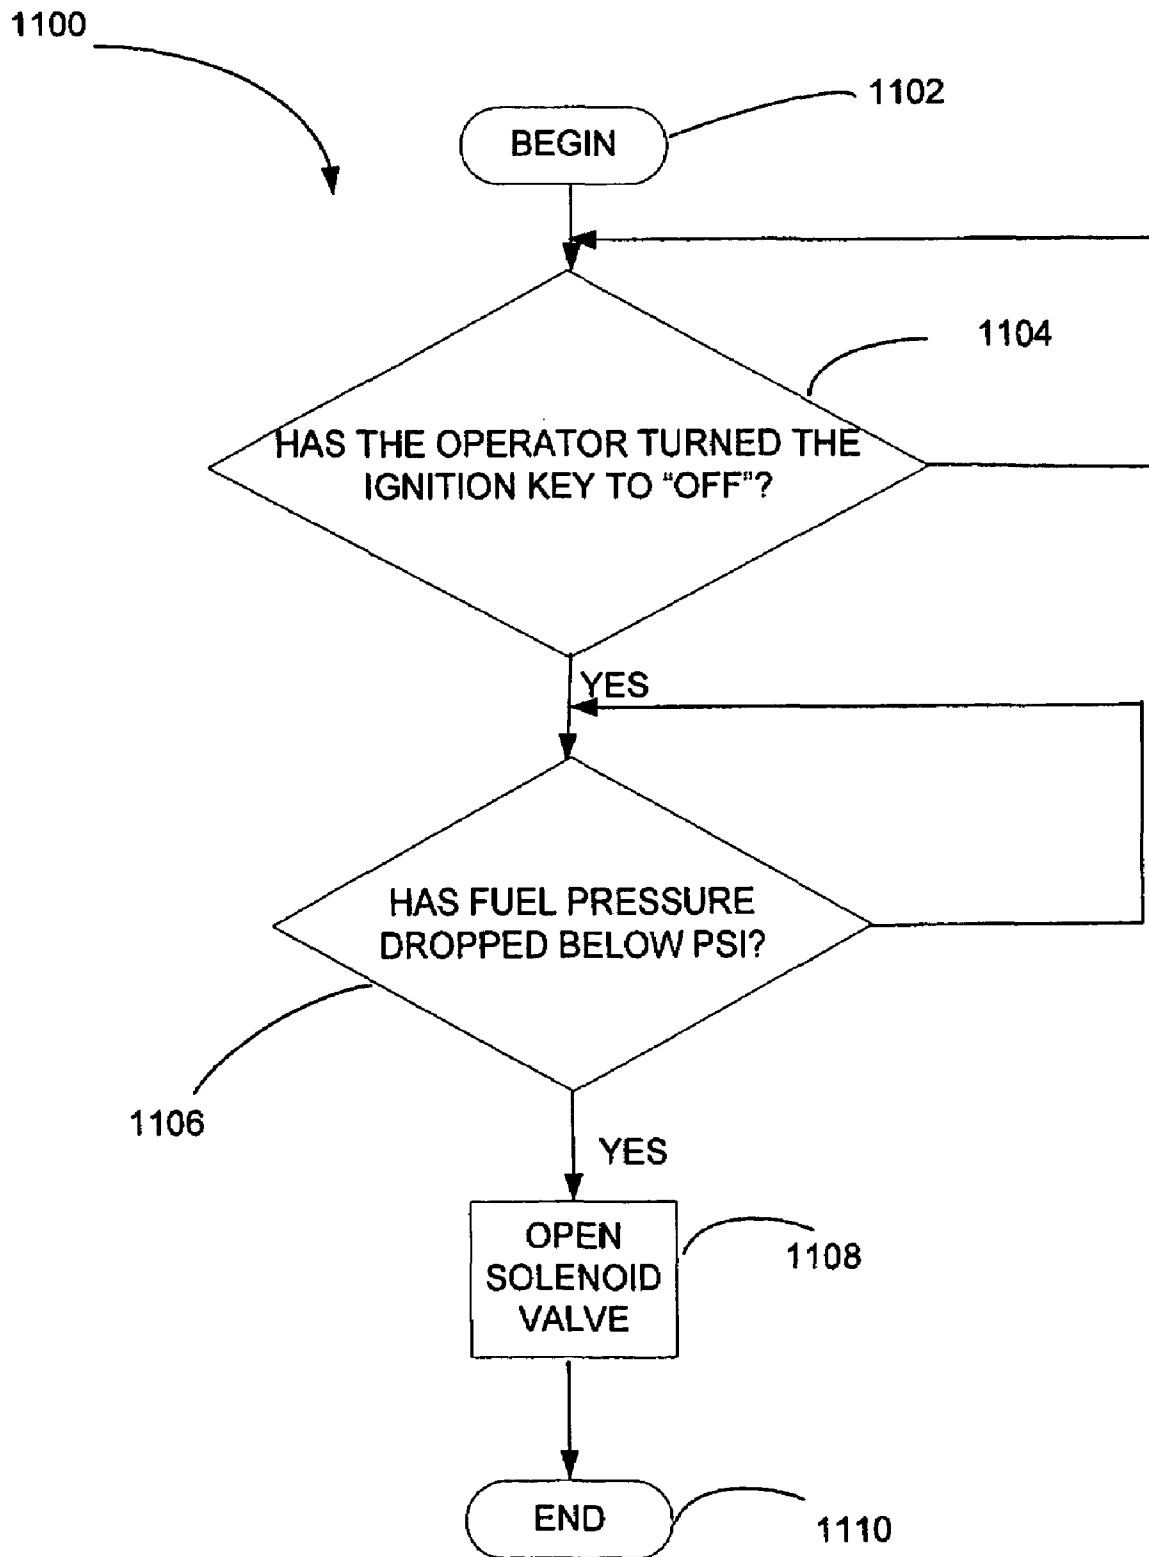 1100
1102
BEGIN
1104
HAS THE OPERATOR TURNED THE
IGNITION KEY TO "OFF"?
YES
HAS FUEL PRESSURE
DROPPED BELOW PSI?
1106
YES
OPEN
SOLENOID
VALVE
1108
END
1110